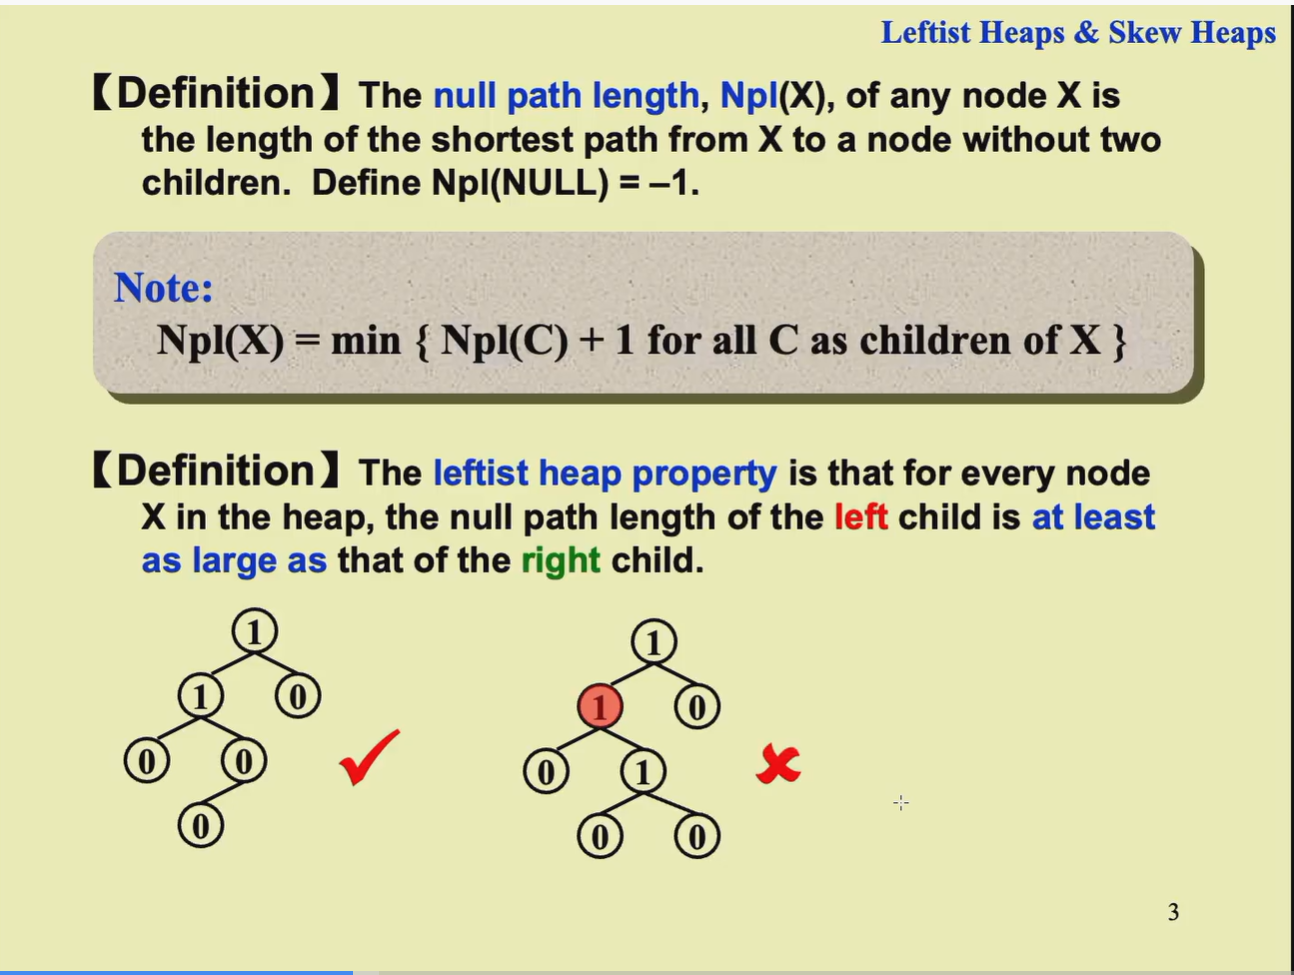 Leftist Heaps & Skew Heaps
【Definition】The null path length, Npl(X), of any node X is
the length of the shortest path from X to a node without two
children.  Define Npl(NULL) = –1.
Note:
Npl(X) = min { Npl(C) + 1 for all C as children of X }
【Definition】The leftist heap property is that for every node
X in the heap, the null path length of the left child is at least
as large as that of the right child.
1
1 0
0 0
0
1
1 0
0 1
0 0
3